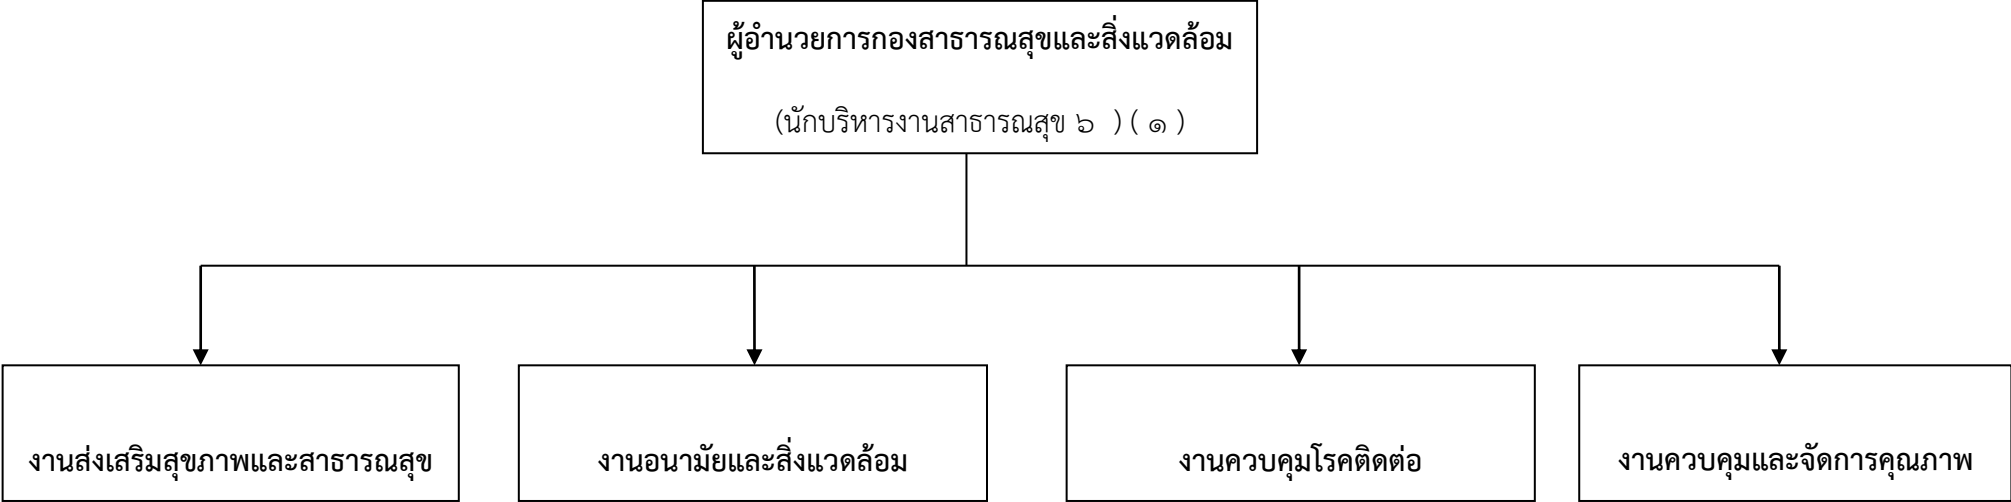 ผู้อำนวยการกองสาธารณสุขและสิ่งแวดล้อม
(นักบริหารงานสาธารณสุข ๖ ) ( ๑ )
งานส่งเสริมสุขภาพและสาธารณสุข
งานอนามัยและสิ่งแวดล้อม
งานควบคุมโรคติดต่อ
งานควบคุมและจัดการคุณภาพ